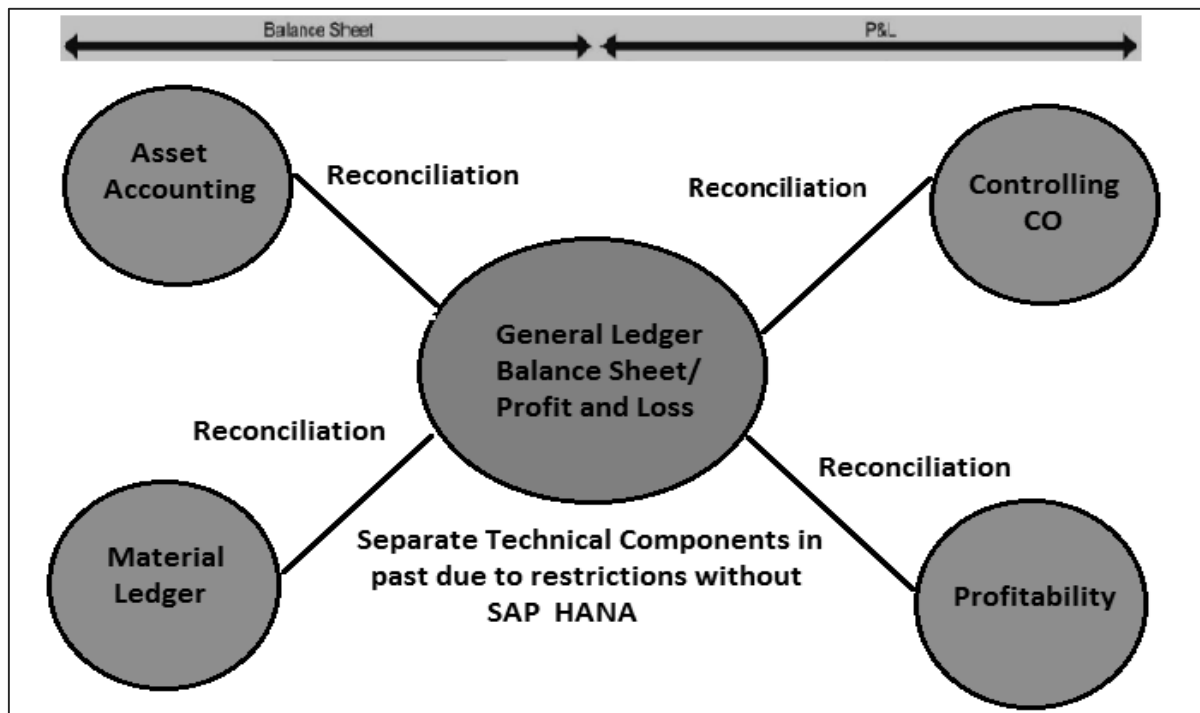 Balance Sheet
P&L
Asset
Accounting
Reconciliation
Reconciliation
Controlling
CO
General Ledger
Balance Sheet/
Profit and Loss
Reconciliation
Reconciliation
Material
Ledger
Separate Technical Components in
past due to restrictions without
SAP HANA
Profitability